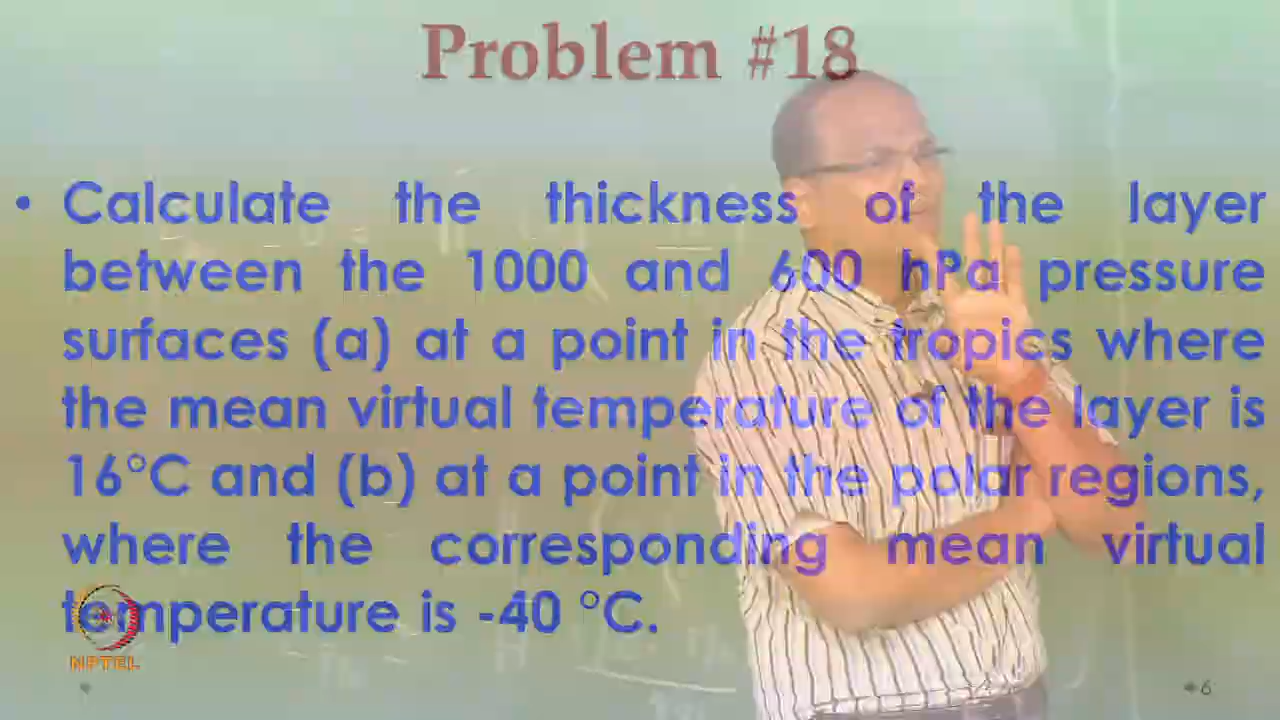 Problem #18
• Calculate the thickness of the layer
between the 1000 and 600 hPa pressure
surfaces (a) at a point in the tropics where
the mean virtual temperature of the layer is
16°C and (b) at a point in the polar regions,
where the corresponding mean virtual
temperature is -40 °C.
NPTEL
6